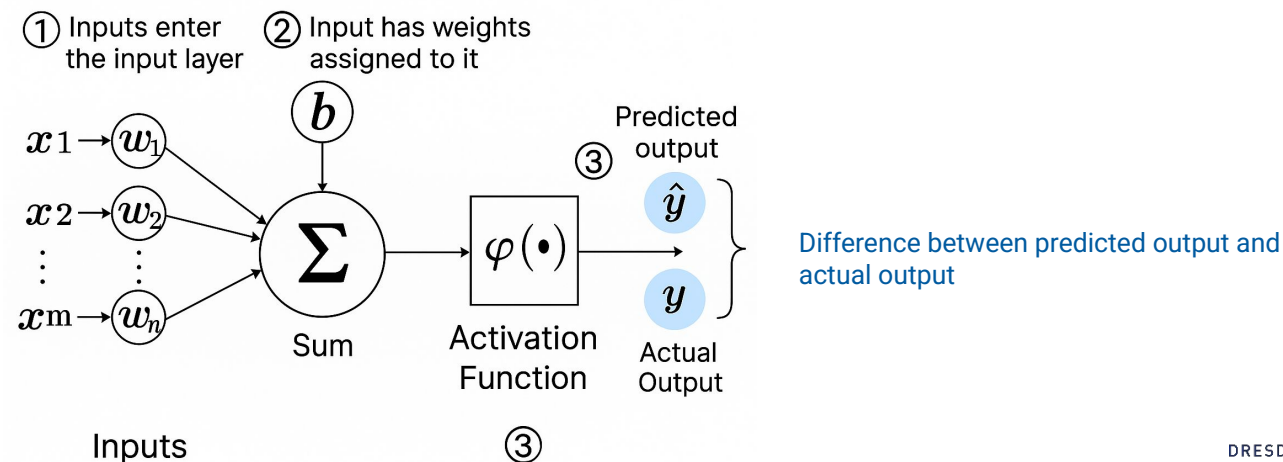 ① Inputs enter
the input layer
② Input has weights
assigned to it
b
x1
w₁
x2
w₂
⋮ ⋮
xm
wₙ
Σ
Sum
φ(•)
Activation
Function
③
③
Predicted
output
ŷ
y
Actual
Output
Difference between predicted output and
actual output
Inputs
DRESD